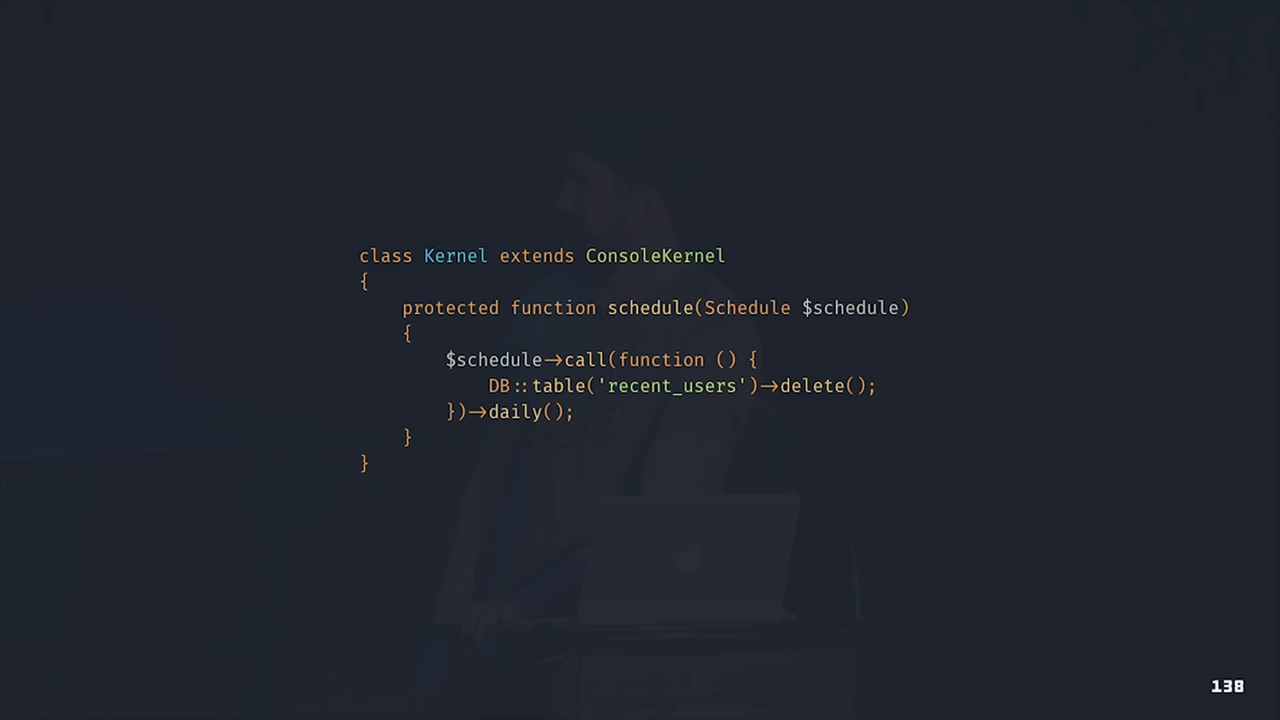 class Kernel extends ConsoleKernel
{
    protected function schedule(Schedule $schedule)
    {
        $schedule->call(function () {
            DB::table('recent_users')->delete();
        })->daily();
    }
}
138